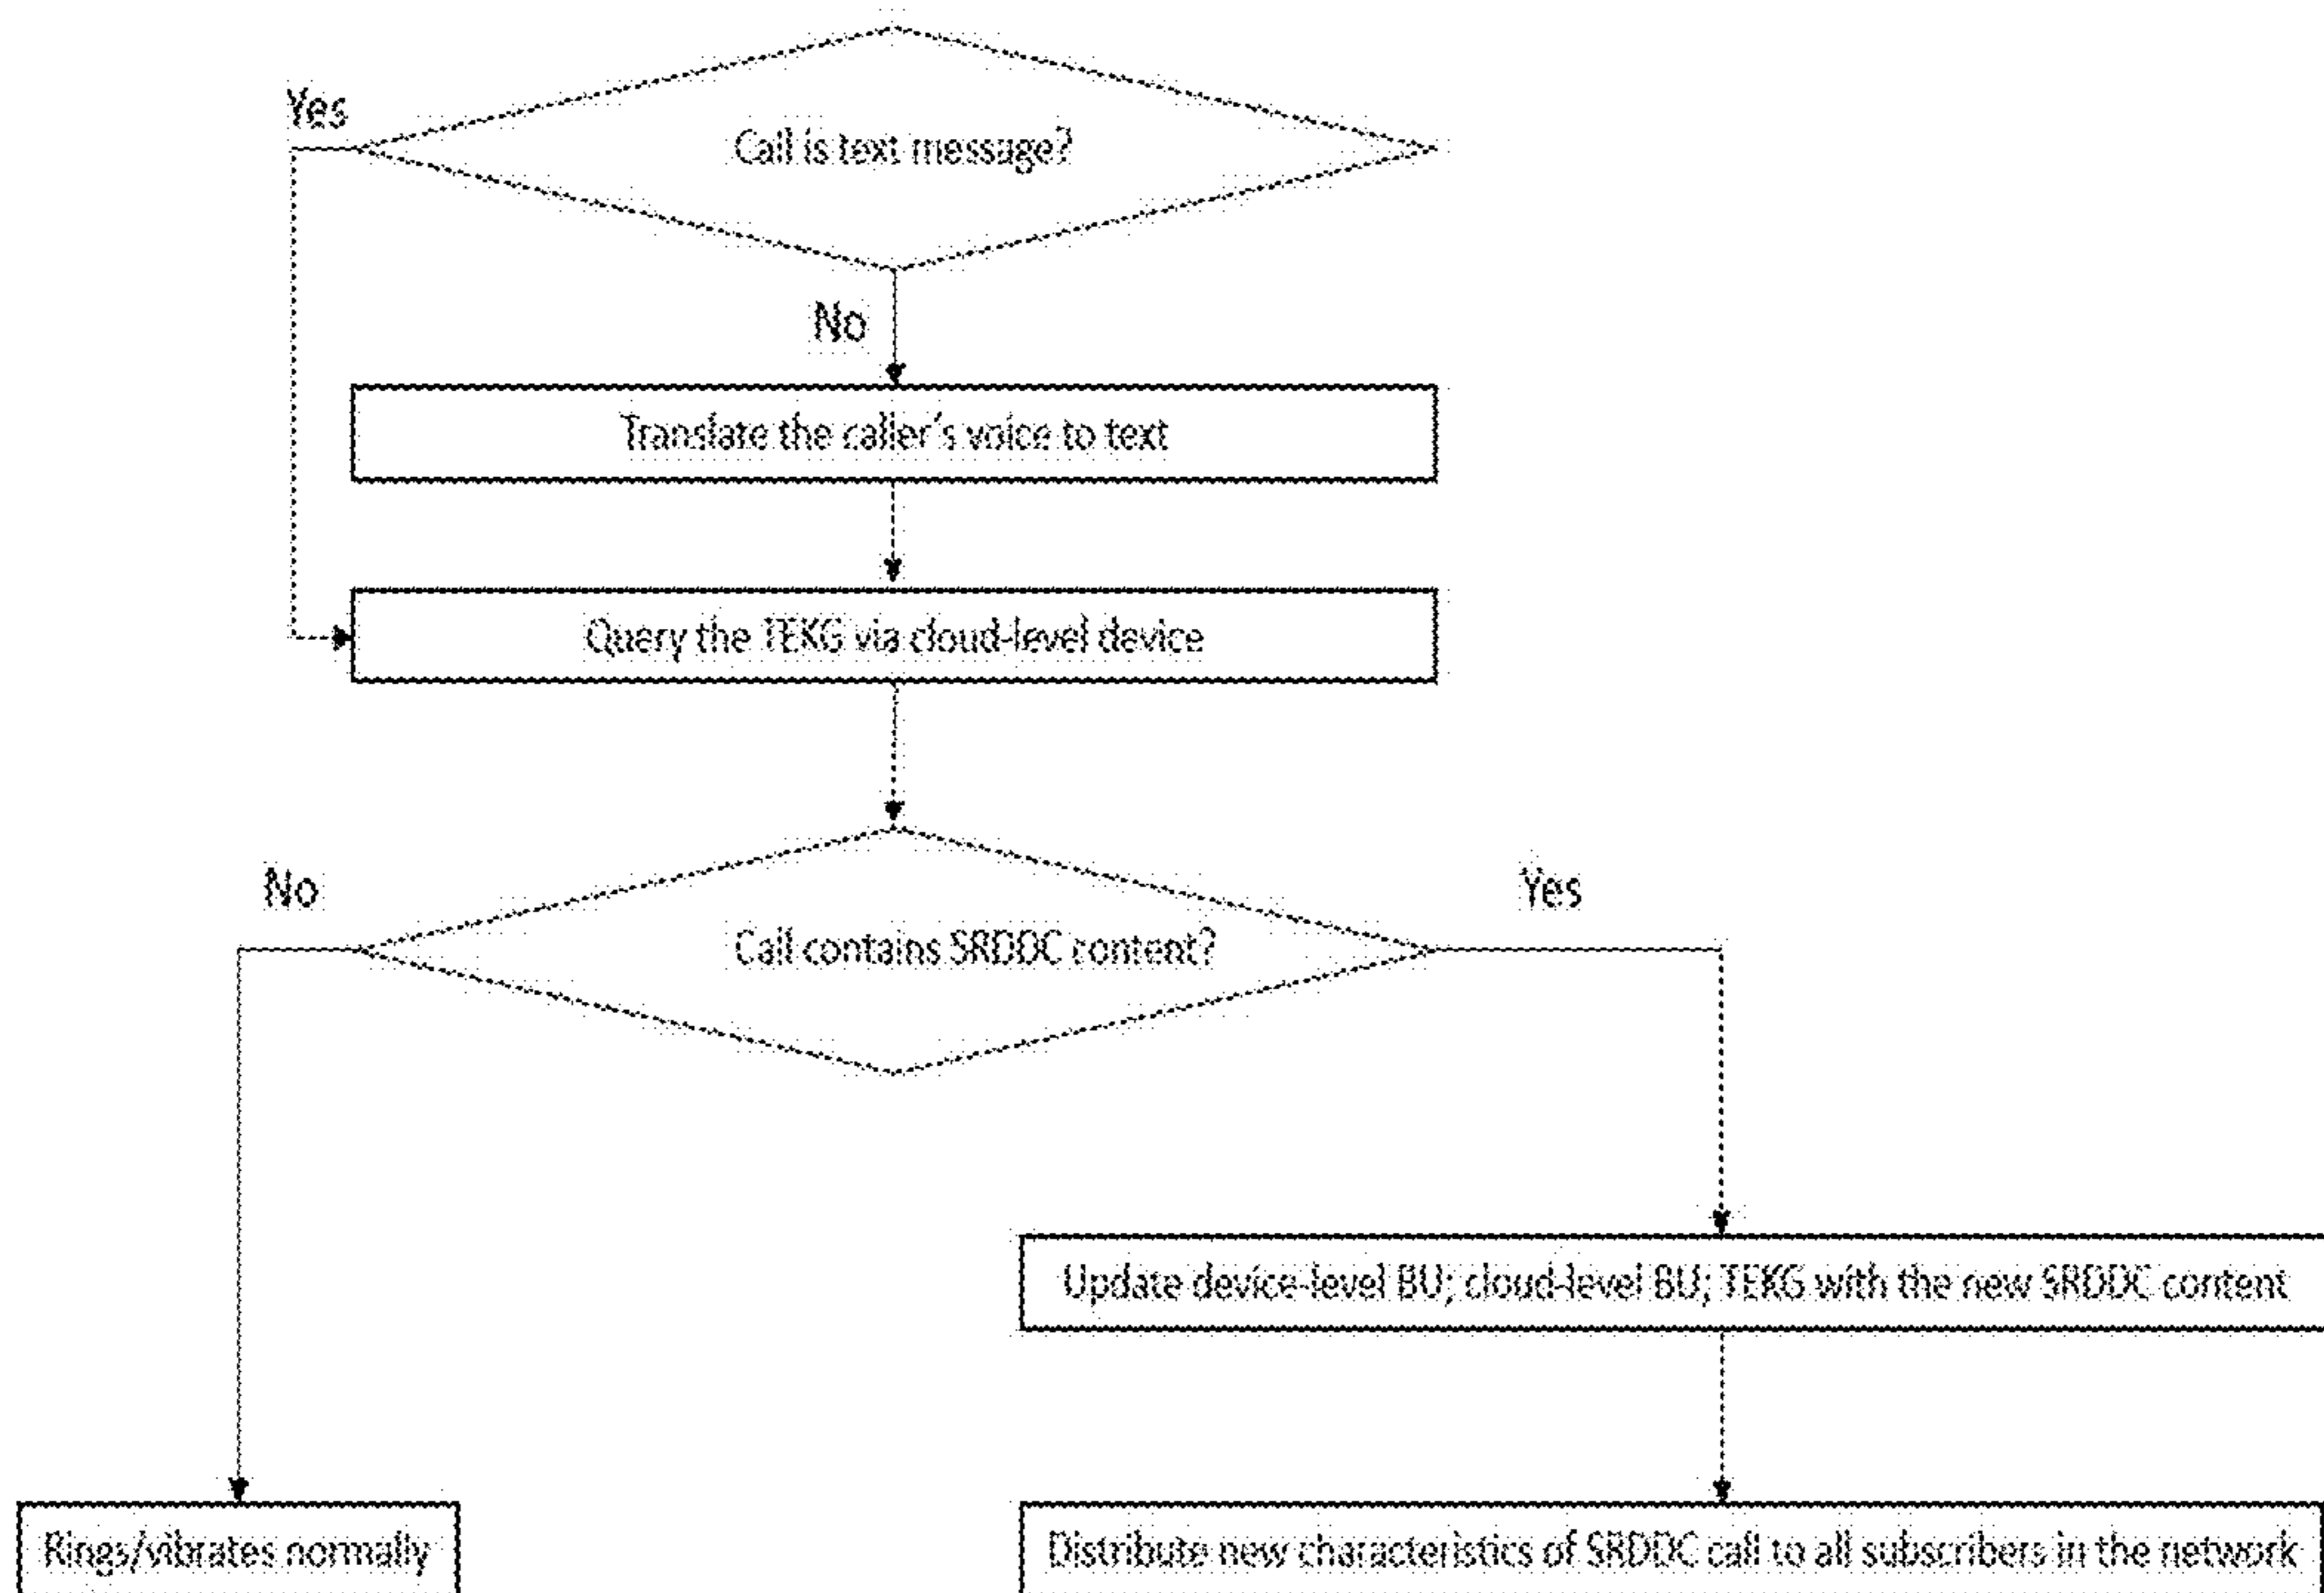 Yes
Call is text message?
No
Translate the caller's voice to text
Query the TEKG via cloud-level device
No
Yes
Call contains SRDDC content?
Update device-level BU; cloud-level BU; TEKG with the new SRDDC content
Rings/vibrates normally
Distribute new characteristics of SRDDC call to all subscribers in the network